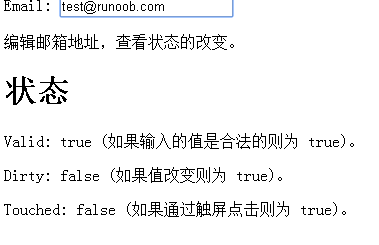 Email: test@runoob.com
编辑邮箱地址，查看状态的改变。
状态
Valid: true (如果输入的值是合法的则为 true)。
Dirty: false (如果值改变则为 true)。
Touched: false (如果通过触屏点击则为 true)。